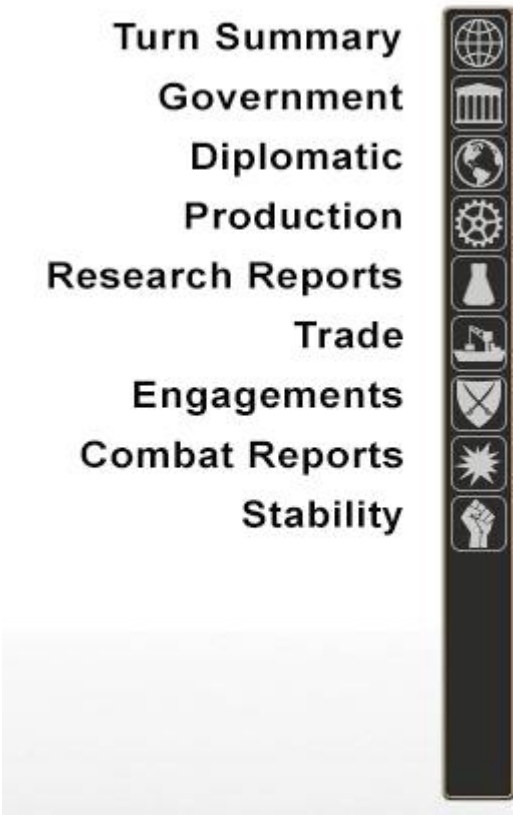 Turn Summary
Government
Diplomatic
Production
Research Reports
Trade
Engagements
Combat Reports
Stability